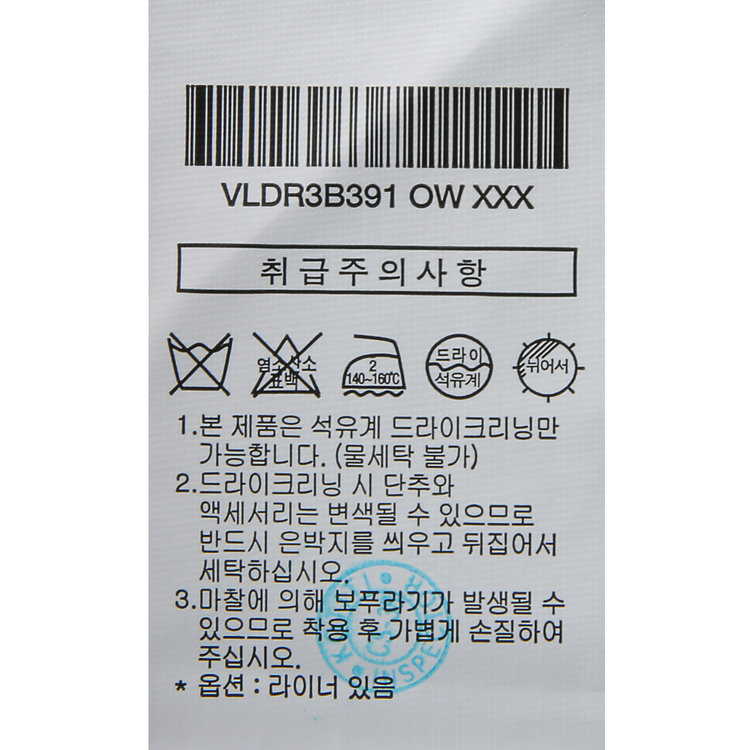 VLDR3B391 OW XXX
취급주의사항
염소산소
표백
2
140~160℃
드라이
석유계
뉘어서
1.본 제품은 석유계 드라이크리닝만
가능합니다. (물세탁 불가)
2.드라이크리닝 시 단추와
액세서리는 변색될 수 있으므로
반드시 은박지를 씌우고 뒤집어서
세탁하십시오.
3.마찰에 의해 보푸라기가 발생될 수
있으므로 착용 후 가볍게 손질하여
주십시오.
* 옵션 : 라이너 있음